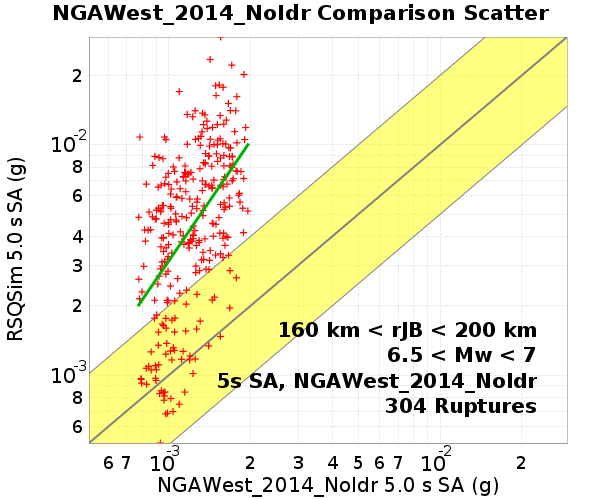 NGAWest_2014_NoIdr Comparison Scatter
RSQSim 5.0 s SA (g)
2
10-2
8
6
4
3
2
10-3
8
6
160 km < rJB < 200 km
6.5 < Mw < 7
5s SA, NGAWest_2014_NoIdr
304 Ruptures
6 7 10-3 2 3 4 5 6 7 10-2 2
NGAWest_2014_NoIdr 5.0 s SA (g)